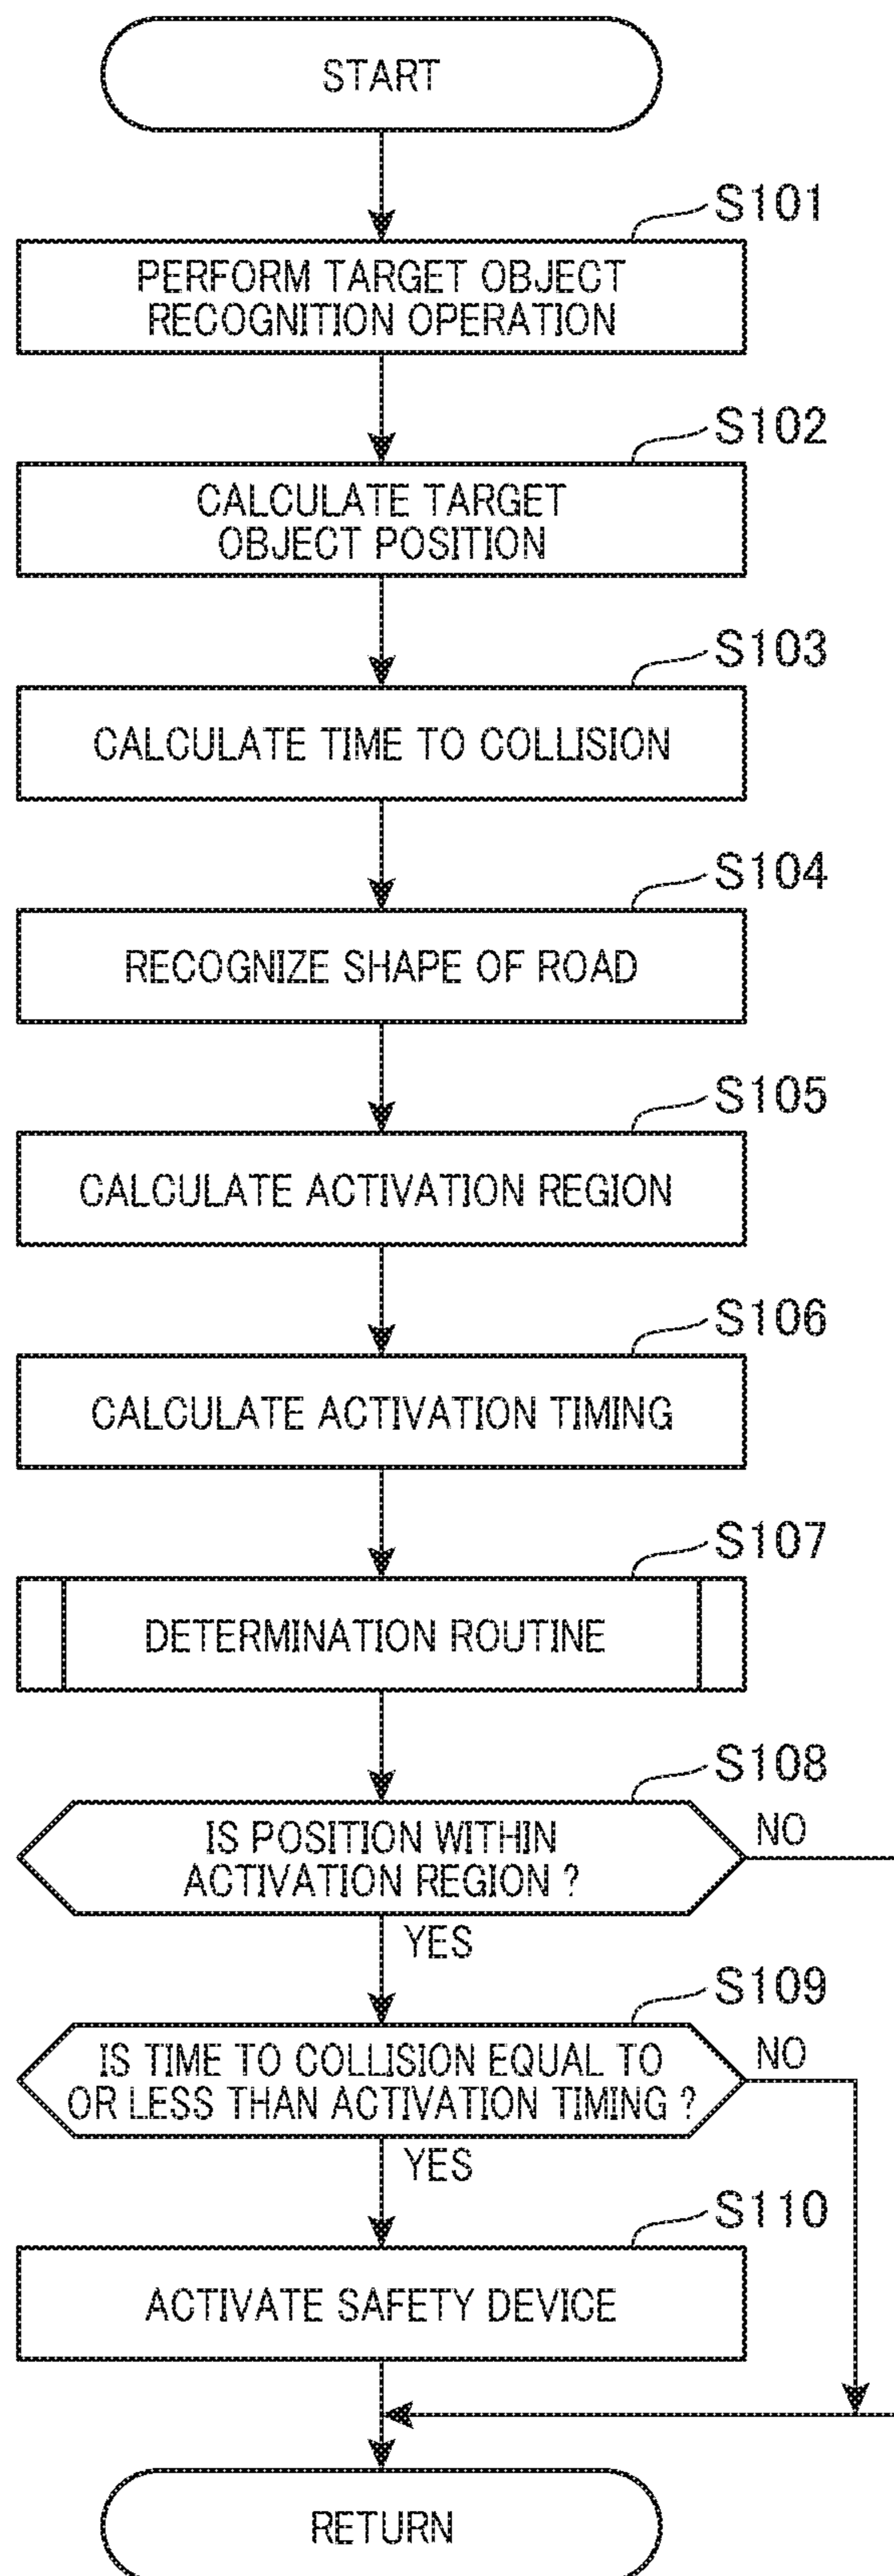 START
S101
PERFORM TARGET OBJECT
RECOGNITION OPERATION
S102
CALCULATE TARGET
OBJECT POSITION
S103
CALCULATE TIME TO COLLISION
S104
RECOGNIZE SHAPE OF ROAD
S105
CALCULATE ACTIVATION REGION
S106
CALCULATE ACTIVATION TIMING
S107
DETERMINATION ROUTINE
S108
IS POSITION WITHIN
ACTIVATION REGION ?
NO
YES
S109
IS TIME TO COLLISION EQUAL TO
OR LESS THAN ACTIVATION TIMING ?
NO
YES
S110
ACTIVATE SAFETY DEVICE
RETURN